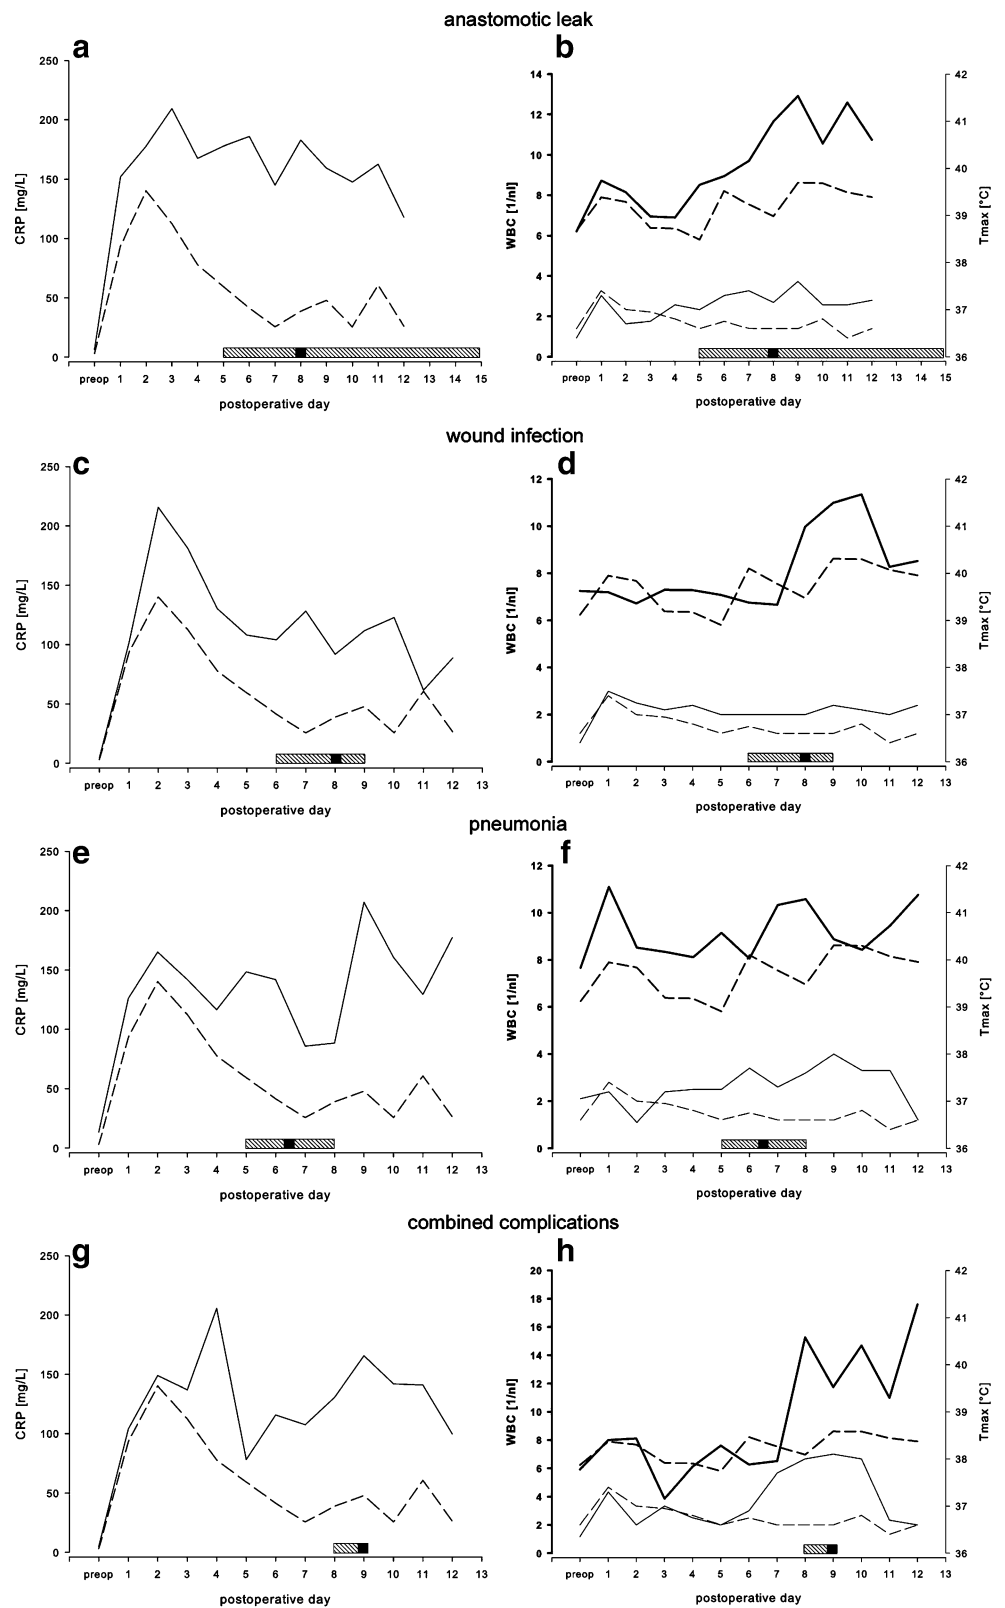 anastomotic leak
a
b
250
200
150
100
50
0
CRP [mg/L]
preop 1 2 3 4 5 6 7 8 9 10 11 12 13 14 15
postoperative day
14
12
10
8
6
4
2
0
WBC [1/nl]
42
41
40
39
38
37
36
Tmax [°C]
preop 1 2 3 4 5 6 7 8 9 10 11 12 13 14 15
postoperative day
wound infection
c
d
250
200
150
100
50
0
CRP [mg/L]
preop 1 2 3 4 5 6 7 8 9 10 11 12 13
postoperative day
12
10
8
6
4
2
0
WBC [1/nl]
42
41
40
39
38
37
36
Tmax [°C]
preop 1 2 3 4 5 6 7 8 9 10 11 12 13
postoperative day
pneumonia
e
f
250
200
150
100
50
0
CRP [mg/L]
preop 1 2 3 4 5 6 7 8 9 10 11 12 13
postoperative day
12
10
8
6
4
2
0
WBC [1/nl]
42
41
40
39
38
37
36
Tmax [°C]
preop 1 2 3 4 5 6 7 8 9 10 11 12 13
postoperative day
combined complications
g
h
250
200
150
100
50
0
CRP [mg/L]
preop 1 2 3 4 5 6 7 8 9 10 11 12 13
postoperative day
20
18
16
14
12
10
8
6
4
2
0
WBC [1/nl]
42
41
40
39
38
37
36
Tmax [°C]
preop 1 2 3 4 5 6 7 8 9 10 11 12 13
postoperative day